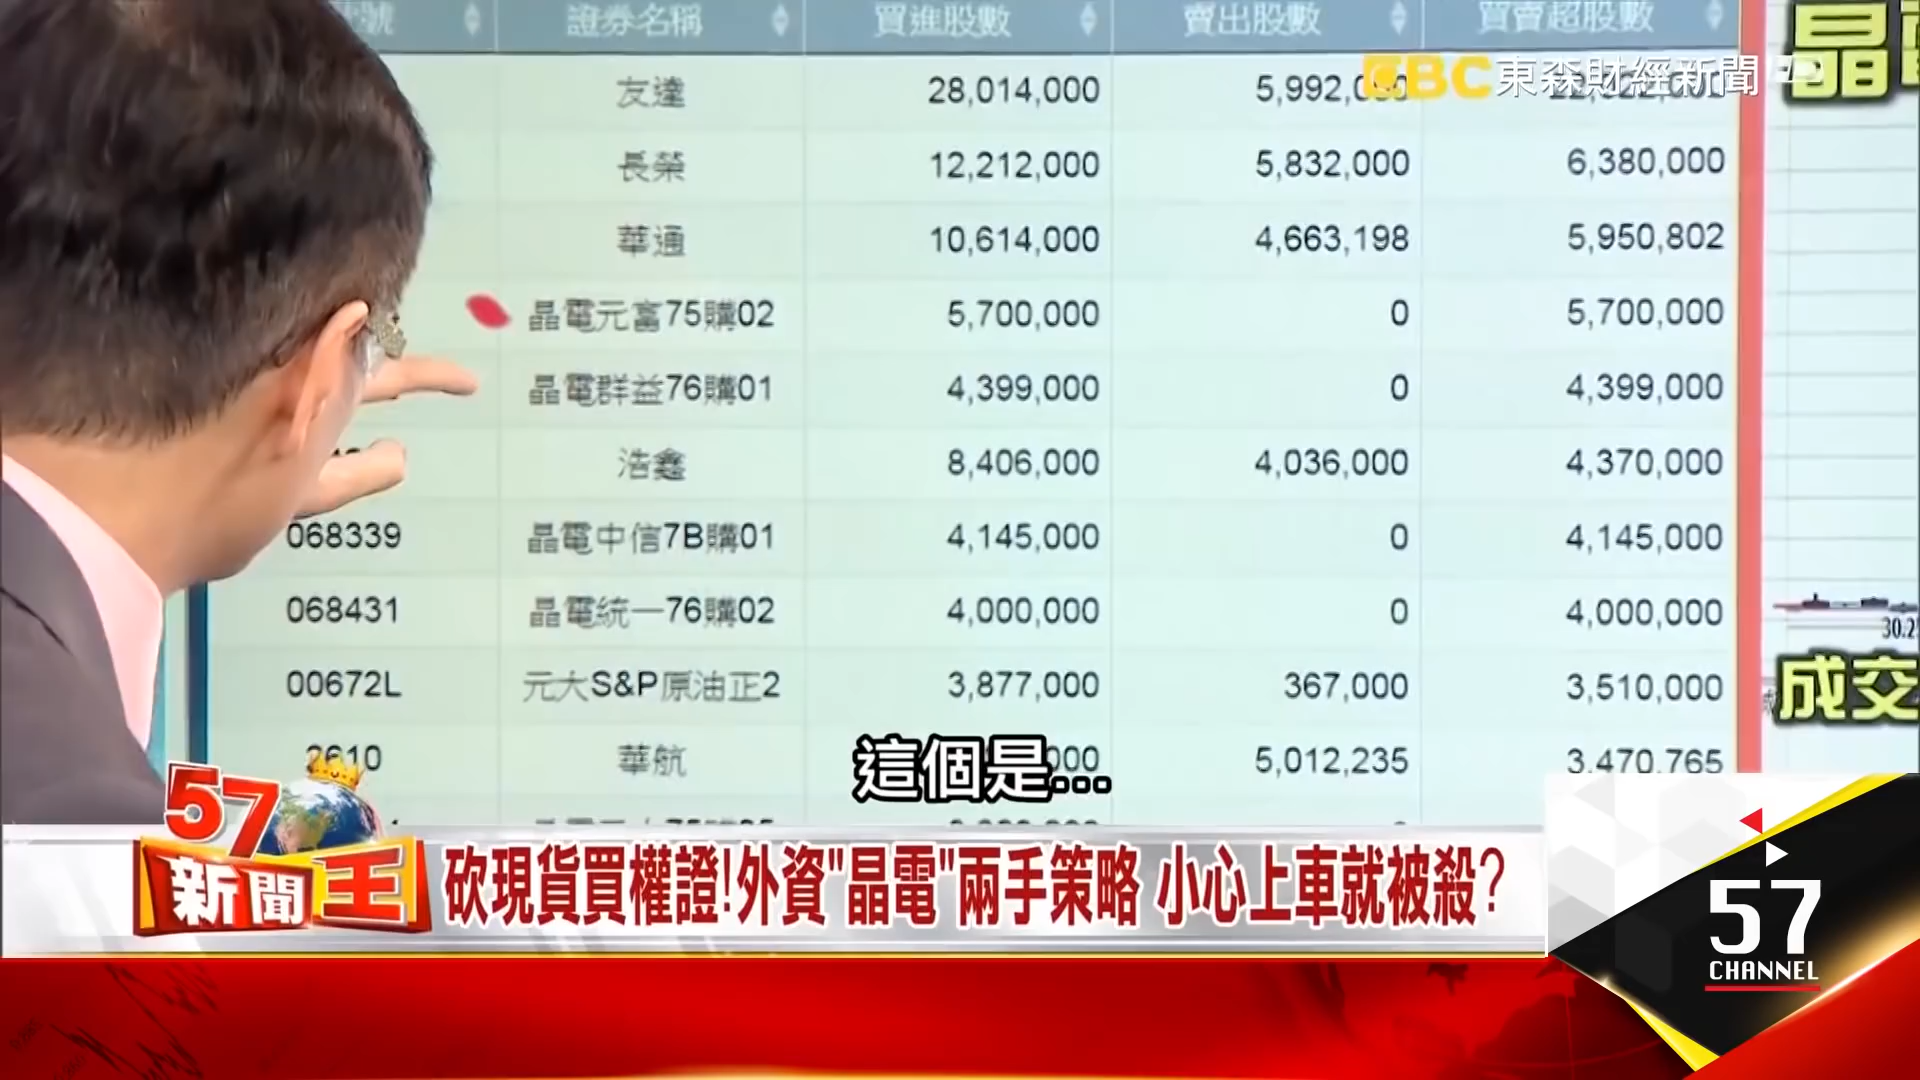 號 證券名稱 買進股數 賣出股數 買賣超股數
EBC 東森財經新聞
友達 28,014,000
長榮 12,212,000 5,832,000 6,380,000
華通 10,614,000 4,663,198 5,950,802
晶電元富75購02 5,700,000 0 5,700,000
晶電群益76購01 4,399,000 0 4,399,000
浩鑫 8,406,000 4,036,000 4,370,000
068339 晶電中信7B購01 4,145,000 0 4,145,000
068431 晶電統一76購02 4,000,000 0 4,000,000
00672L 元大S&P原油正2 3,877,000 367,000 3,510,000
2610 華航 5,012,235 3,470,765
晶
30.2
成交
這個是...
57
新聞王
砍現貨買權證!外資"晶電"兩手策略 小心上車就被殺?
57
CHANNEL